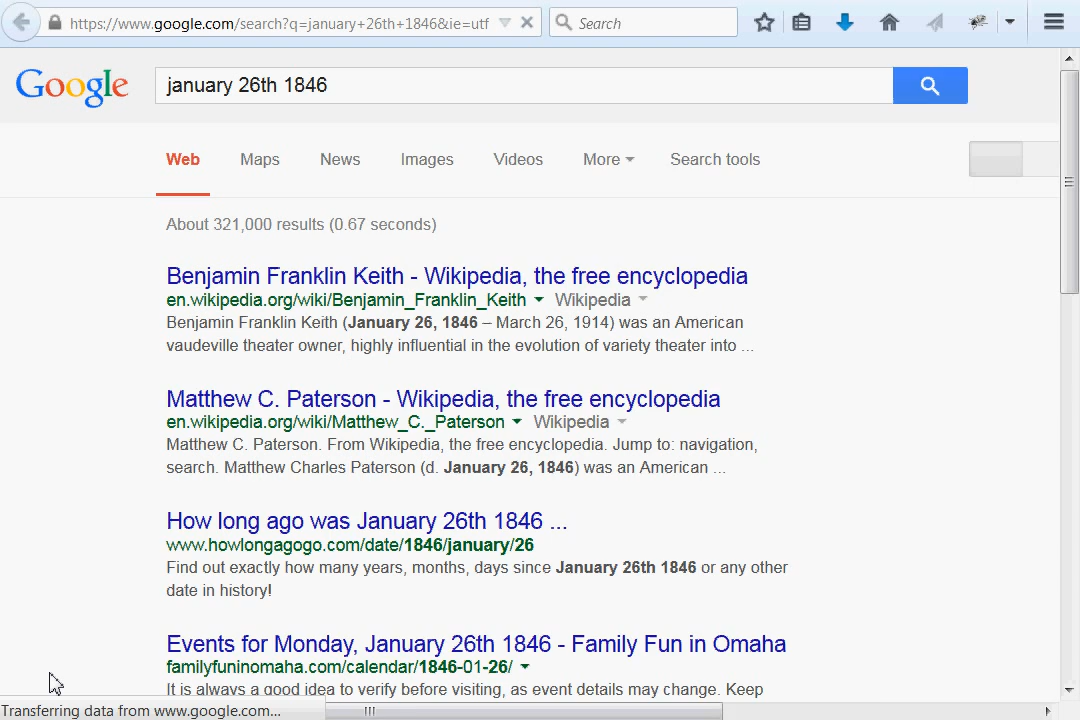 https://www.google.com/search?q=january+26th+1846&ie=utf
Search
Google
january 26th 1846
Web Maps News Images Videos More Search tools
About 321,000 results (0.67 seconds)
Benjamin Franklin Keith - Wikipedia, the free encyclopedia
en.wikipedia.org/wiki/Benjamin_Franklin_Keith Wikipedia
Benjamin Franklin Keith (January 26, 1846 – March 26, 1914) was an American
vaudeville theater owner, highly influential in the evolution of variety theater into ...
Matthew C. Paterson - Wikipedia, the free encyclopedia
en.wikipedia.org/wiki/Matthew_C._Paterson Wikipedia
Matthew C. Paterson. From Wikipedia, the free encyclopedia. Jump to: navigation,
search. Matthew Charles Paterson (d. January 26, 1846) was an American ...
How long ago was January 26th 1846 ...
www.howlongagogo.com/date/1846/january/26
Find out exactly how many years, months, days since January 26th 1846 or any other
date in history!
Events for Monday, January 26th 1846 - Family Fun in Omaha
familyfuninomaha.com/calendar/1846-01-26/
It is always a good idea to verify before visiting, as event details may change. Keep
Transferring data from www.google.com...